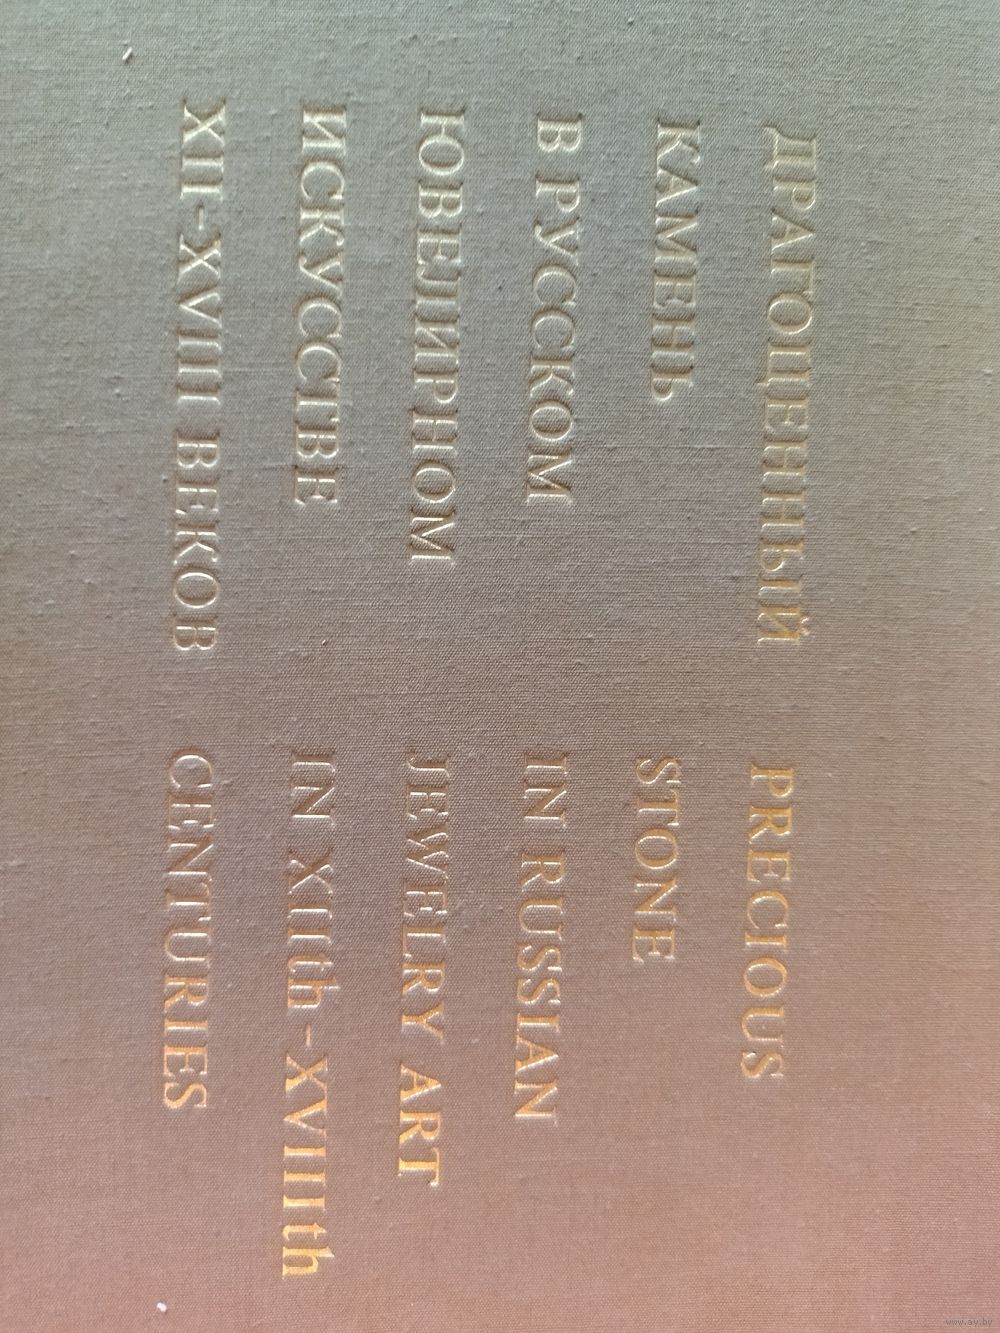 ДРАГОЦЕННЫЙ
КАМЕНЬ
В РУССКОМ
ЮВЕЛИРНОМ
ИСКУССТВЕ
XII-XVIII ВЕКОВ
PRECIOUS
STONE
IN RUSSIAN
JEWELRY ART
IN XIIth-XVIIIth
CENTURIES
www.ay.by